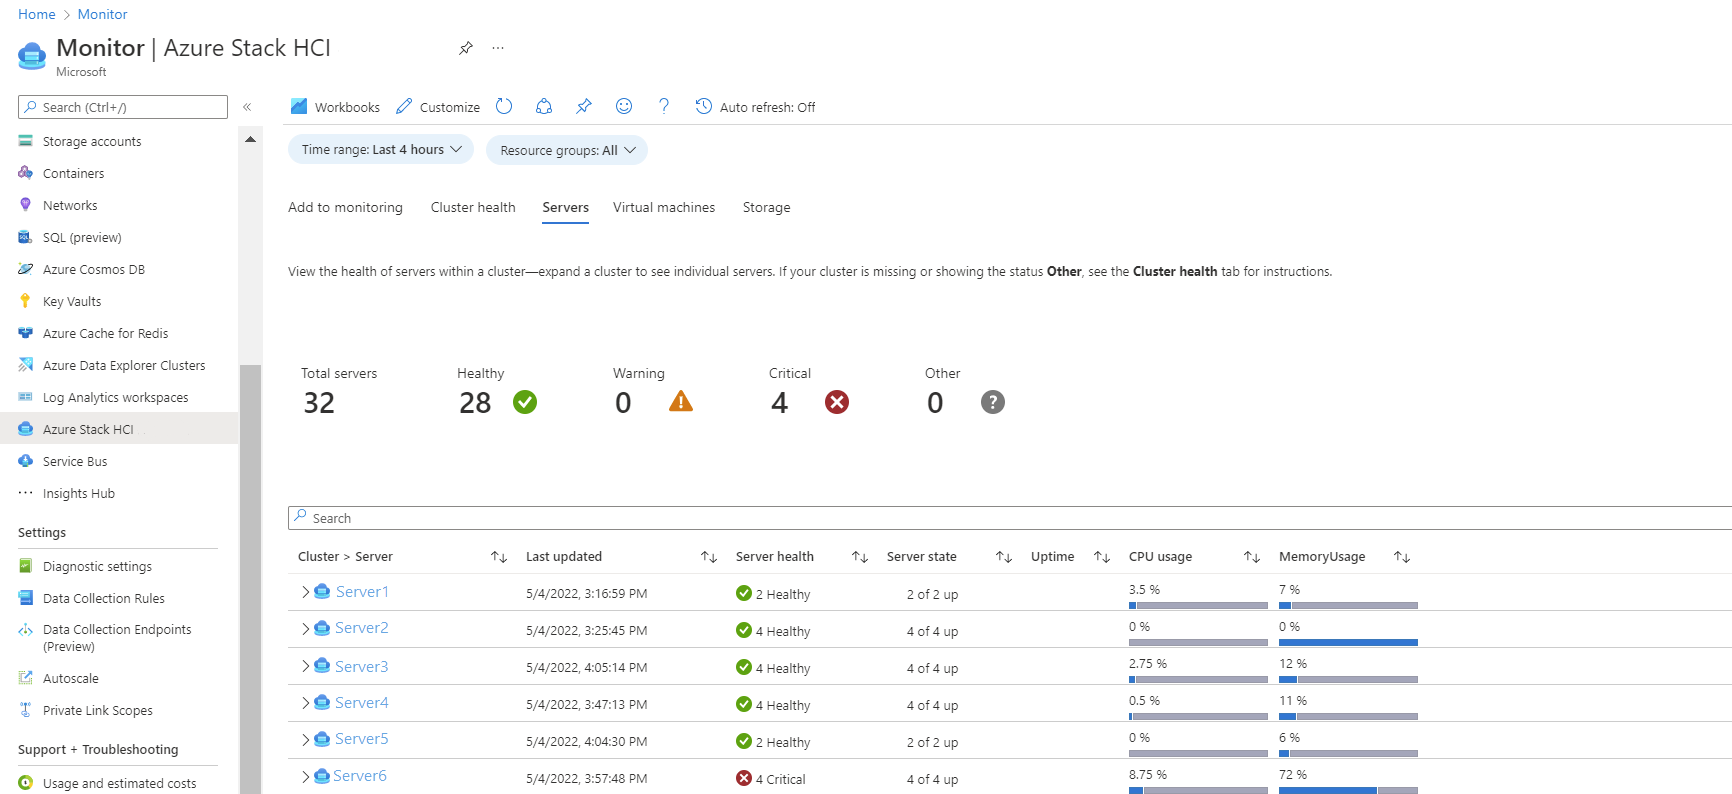 Home > Monitor
Monitor | Azure Stack HCI
...
Microsoft
Search (Ctrl+/)
«
Storage accounts
Containers
Networks
SQL (preview)
Azure Cosmos DB
Key Vaults
Azure Cache for Redis
Azure Data Explorer Clusters
Log Analytics workspaces
Azure Stack HCI
Service Bus
Insights Hub
Settings
Diagnostic settings
Data Collection Rules
Data Collection Endpoints
(Preview)
Autoscale
Private Link Scopes
Support + Troubleshooting
Usage and estimated costs
Workbooks Customize ? Auto refresh: Off
Time range: Last 4 hours Resource groups: All
Add to monitoring Cluster health Servers Virtual machines Storage
View the health of servers within a cluster—expand a cluster to see individual servers. If your cluster is missing or showing the status Other, see the Cluster health tab for instructions.
Total servers Healthy Warning Critical Other
32 28 0 4 0
Search
Cluster > Server Last updated Server health Server state Uptime CPU usage MemoryUsage
Server1 5/4/2022, 3:16:59 PM 2 Healthy 2 of 2 up 3.5 % 7 %
Server2 5/4/2022, 3:25:45 PM 4 Healthy 4 of 4 up 0 % 0 %
Server3 5/4/2022, 4:05:14 PM 4 Healthy 4 of 4 up 2.75 % 12 %
Server4 5/4/2022, 3:47:13 PM 4 Healthy 4 of 4 up 0.5 % 11 %
Server5 5/4/2022, 4:04:30 PM 2 Healthy 2 of 2 up 0 % 6 %
Server6 5/4/2022, 3:57:48 PM 4 Critical 4 of 4 up 8.75 % 72 %